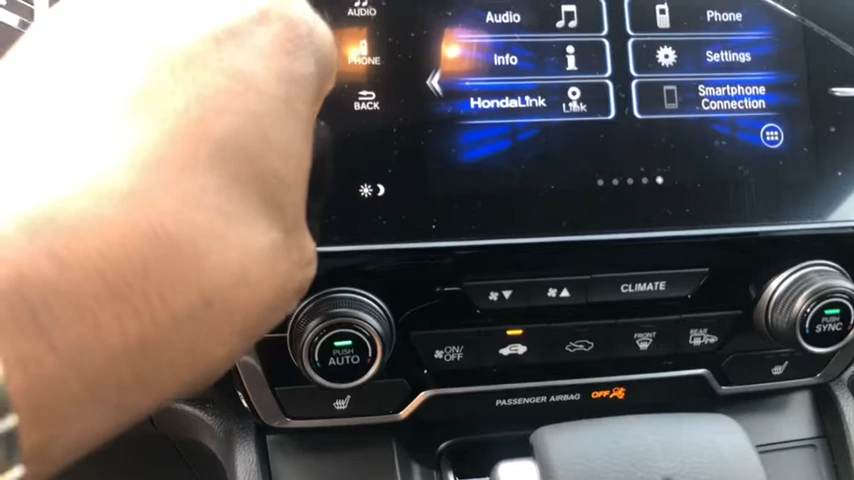 AUDIO
Audio
Phone
PHONE
Info
Settings
BACK
HondaLink
Link
Smartphone
Connection
CLIMATE
PUSH
AUTO
ON/
OFF
FRONT
REAR
PUSH
SYNC
PASSENGER AIRBAG
OFF